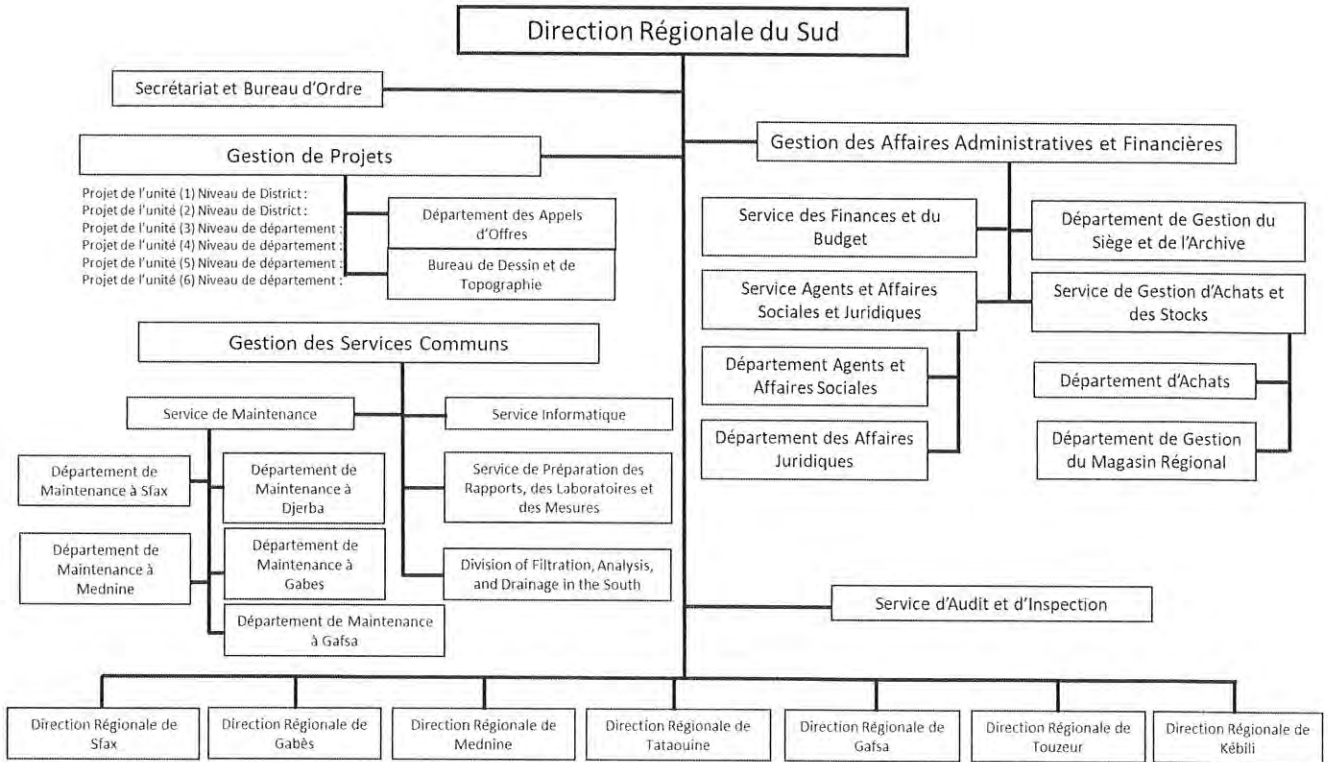 Direction Régionale du Sud
Secrétariat et Bureau d'Ordre
Gestion de Projets
Projet de l'unité (1) Niveau de District :
Projet de l'unité (2) Niveau de District :
Projet de l'unité (3) Niveau de département :
Projet de l'unité (4) Niveau de département :
Projet de l'unité (5) Niveau de département :
Projet de l'unité (6) Niveau de département :
Département des Appels
d'Offres
Bureau de Dessin et de
Topographie
Gestion des Affaires Administratives et Financières
Service des Finances et du
Budget
Département de Gestion du
Siège et de l'Archive
Service Agents et Affaires
Sociales et Juridiques
Service de Gestion d'Achats et
des Stocks
Département Agents et
Affaires Sociales
Département d'Achats
Département des Affaires
Juridiques
Département de Gestion
du Magasin Régional
Gestion des Services Communs
Service de Maintenance
Service Informatique
Département de
Maintenance à Sfax
Département de
Maintenance à
Djerba
Service de Préparation des
Rapports, des Laboratoires et
des Mesures
Département de
Maintenance à
Mednine
Département de
Maintenance à
Gabes
Division of Filtration, Analysis,
and Drainage in the South
Département de Maintenance
à Gafsa
Service d'Audit et d'Inspection
Direction Régionale de
Sfax
Direction Régionale de
Gabès
Direction Régionale de
Mednine
Direction Régionale de
Tataouine
Direction Régionale de
Gafsa
Direction Régionale de
Touzeur
Direction Régionale de
Kébili